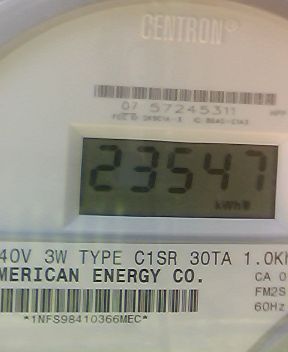 CENTRON®
07 57245311
23547
kWh
40V 3W TYPE C1SR 30TA 1.0K
MERICAN ENERGY CO.
CA 0
FM2S
60Hz
*1NFS98410366MEC*